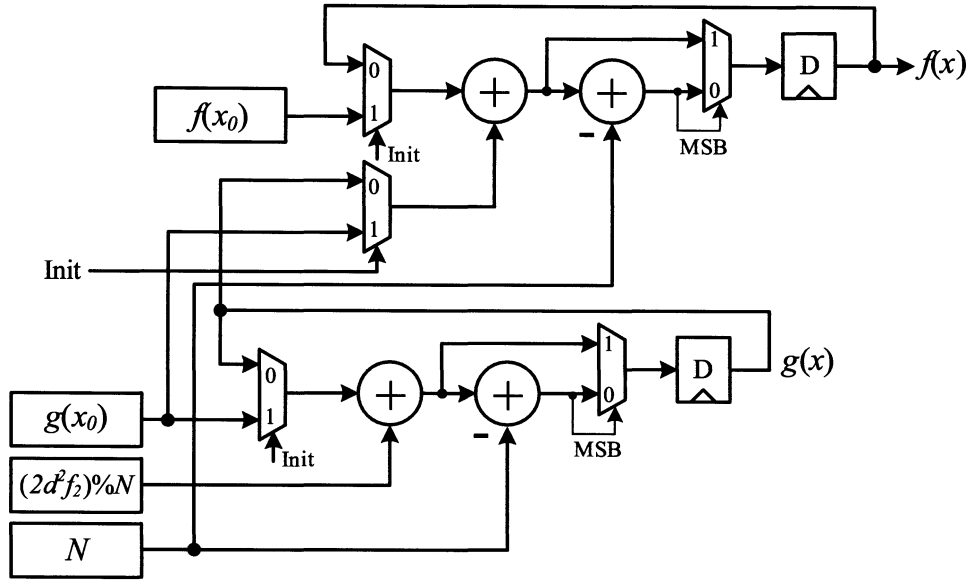 0
1
D
f(x)
f(x₀)
1
+
+
0
-
MSB
Init
0
1
Init
1
g(x)
0
D
+
+
0
g(x₀)
1
-
MSB
Init
(2d²f₂)%N
N